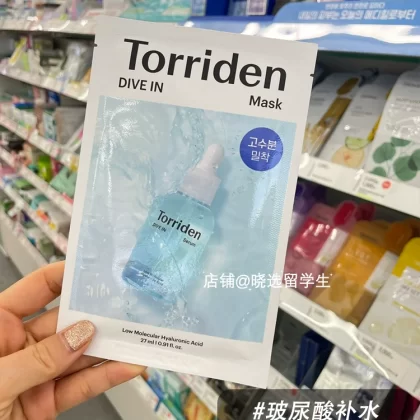 Torriden
DIVE IN
Mask
고수분
밀착
Torriden
DIVE IN
Serum
店铺@晓选留学生
Low Molecular Hyaluronic Acid
27 ml l 0.91 fl. oz.
#玻尿酸补水